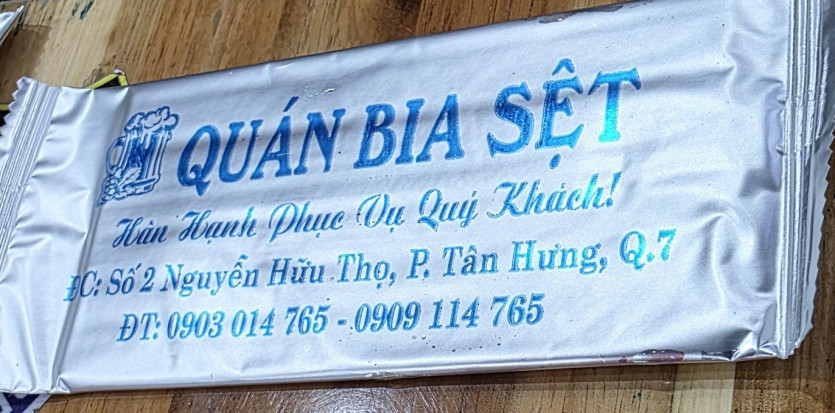 QUÁN BIA SỆT
Hân Hạnh Phục Vụ Quý Khách!
ĐC: Số 2 Nguyễn Hữu Thọ, P. Tân Hưng, Q.7
ĐT: 0903 014 765 - 0909 114 765